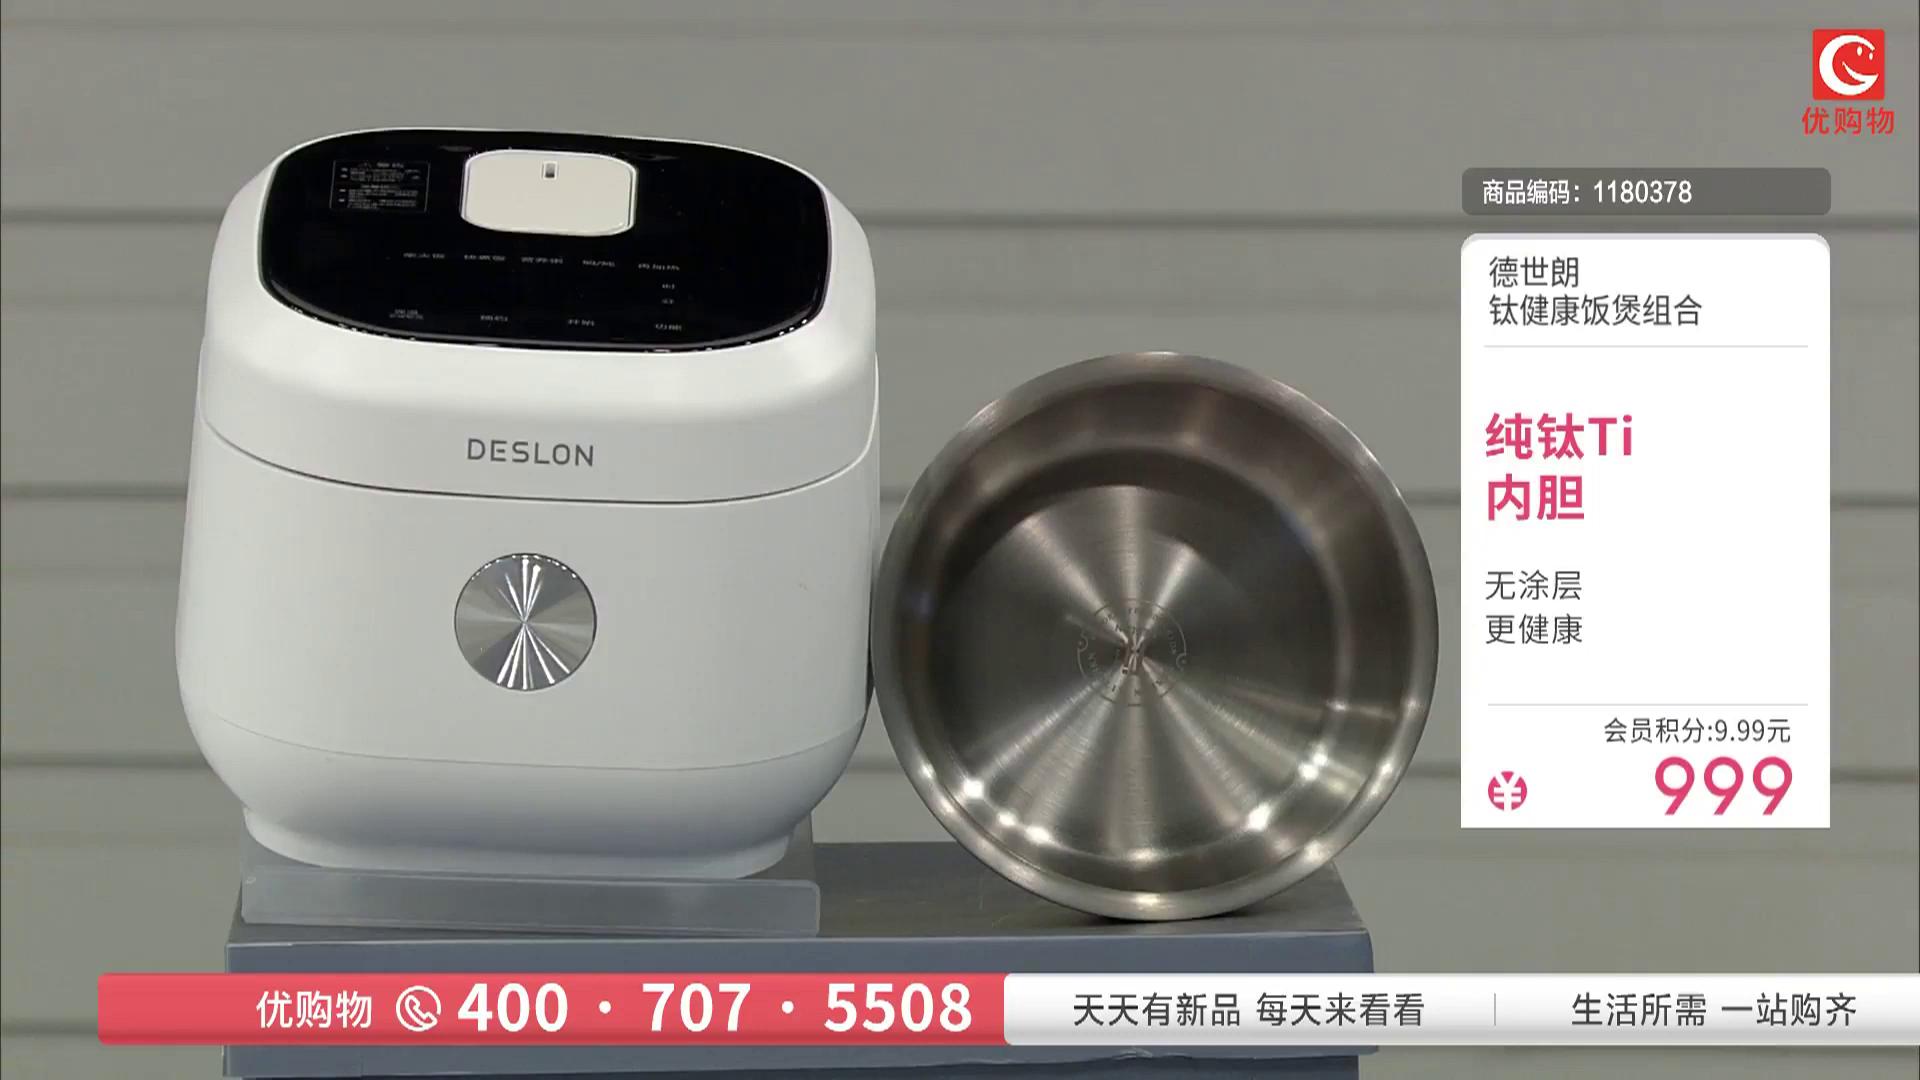 优购物
商品编码：1180378
德世朗
钛健康饭煲组合
纯钛Ti
内胆
无涂层
更健康
会员积分:9.99元
¥ 999
DESLON
优购物 400·707·5508
天天有新品 每天来看看
生活所需 一站购齐